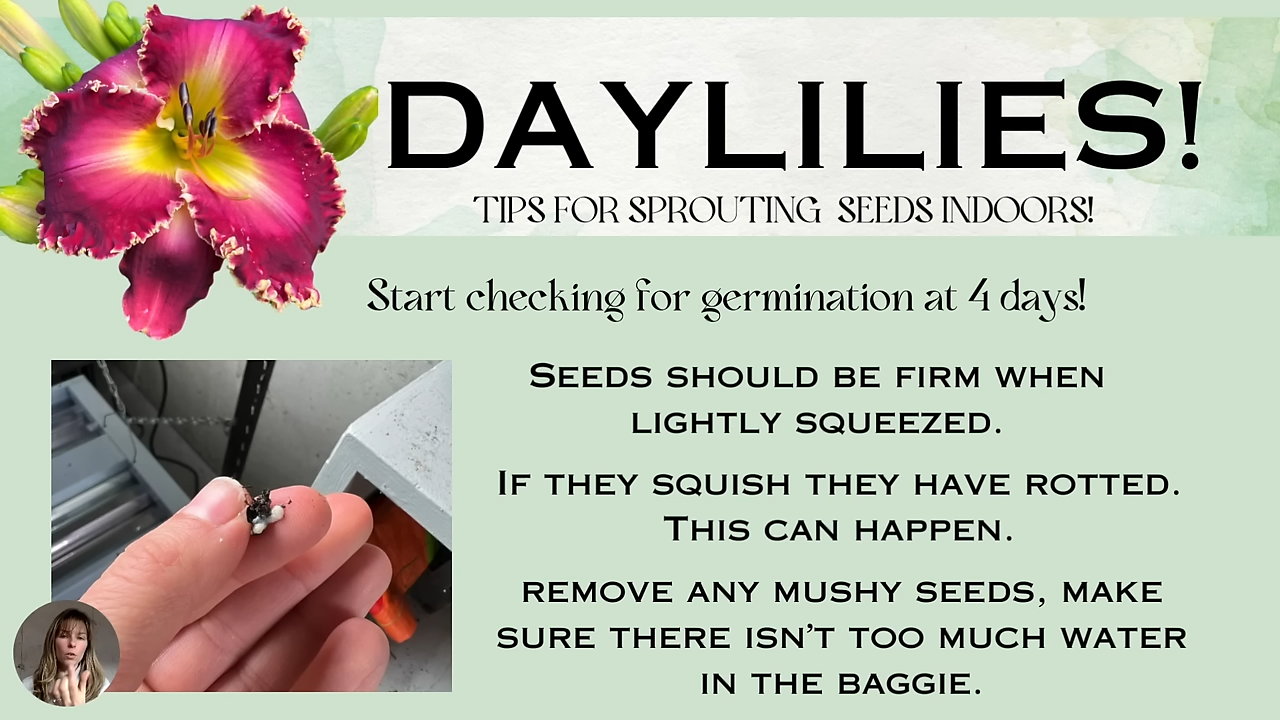 DAYLILIES!
TIPS FOR SPROUTING SEEDS INDOORS!
Start checking for germination at 4 days!
SEEDS SHOULD BE FIRM WHEN
LIGHTLY SQUEEZED.
IF THEY SQUISH THEY HAVE ROTTED.
THIS CAN HAPPEN.
REMOVE ANY MUSHY SEEDS, MAKE
SURE THERE ISN'T TOO MUCH WATER
IN THE BAGGIE.